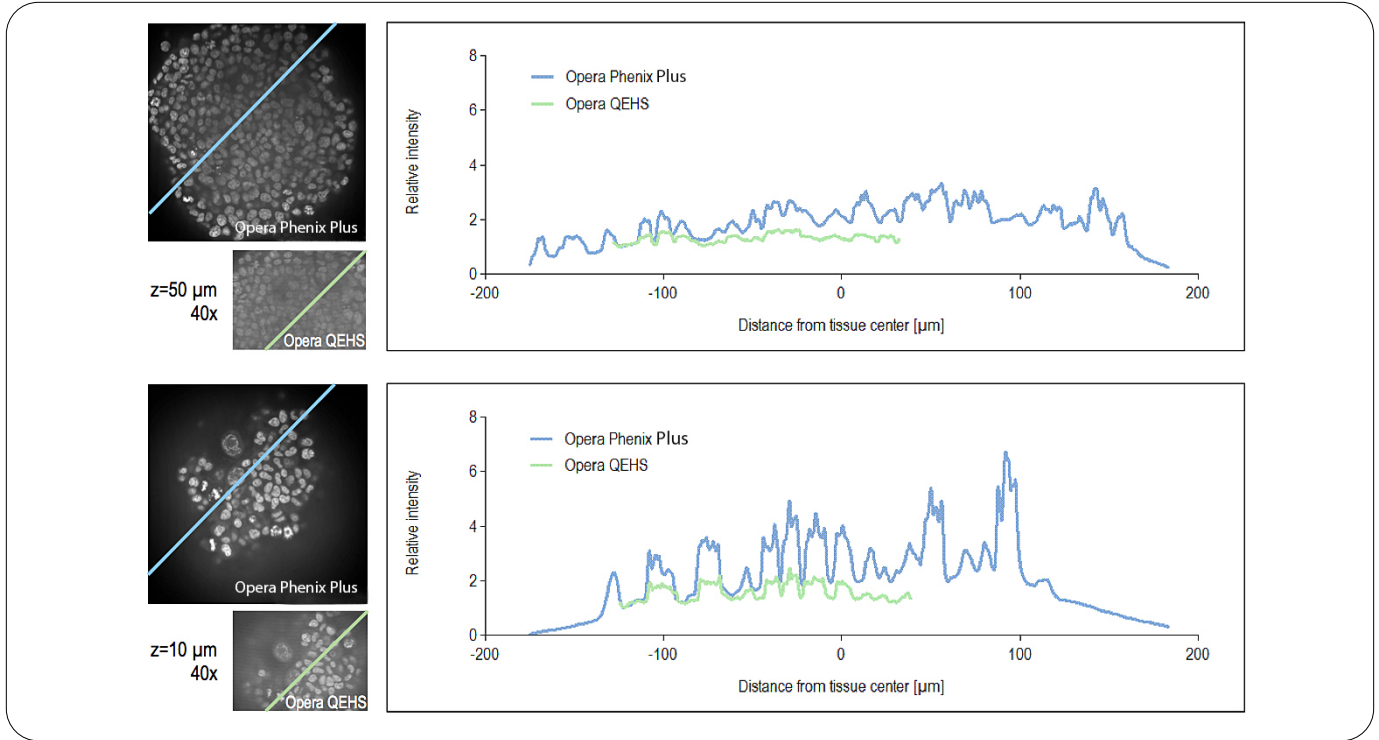 Opera Phenix Plus
z=50 µm
40x
Opera QEHS
8
6
4
2
0
Relative intensity
Opera Phenix Plus
Opera QEHS
-200 -100 0 100 200
Distance from tissue center [µm]
Opera Phenix Plus
z=10 µm
40x
Opera QEHS
8
6
4
2
0
Relative intensity
Opera Phenix Plus
Opera QEHS
-200 -100 0 100 200
Distance from tissue center [µm]